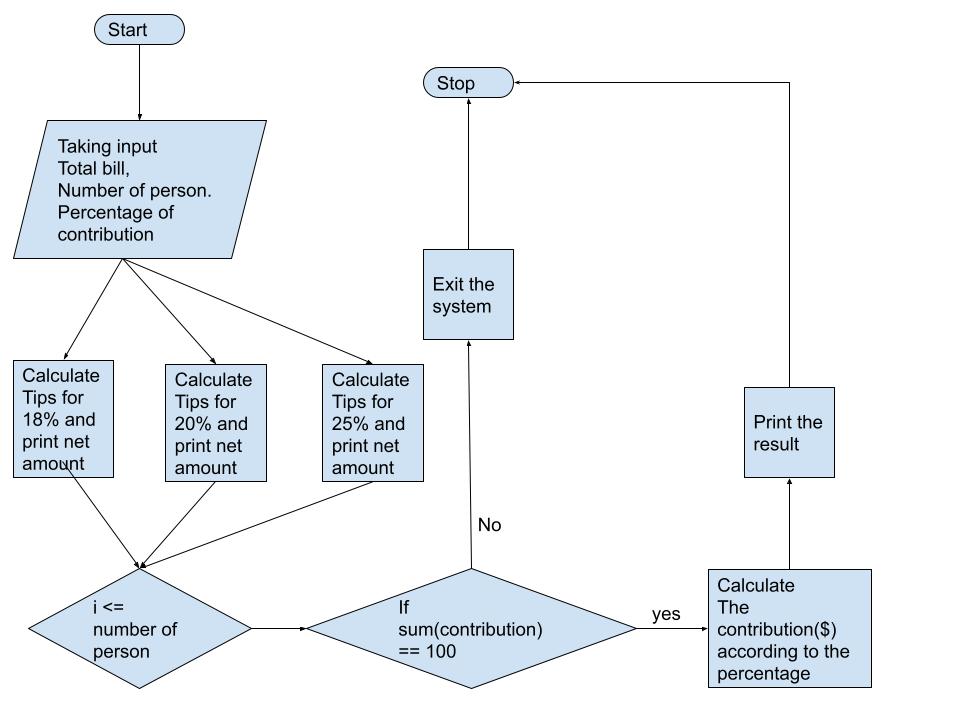 Start
Stop
Taking input
Total bill,
Number of person.
Percentage of
contribution
Exit the
system
Calculate
Tips for
18% and
print net
amount
Calculate
Tips for
20% and
print net
amount
Calculate
Tips for
25% and
print net
amount
Print the
result
No
i <=
number of
person
If
sum(contribution)
== 100
yes
Calculate
The
contribution($)
according to the
percentage